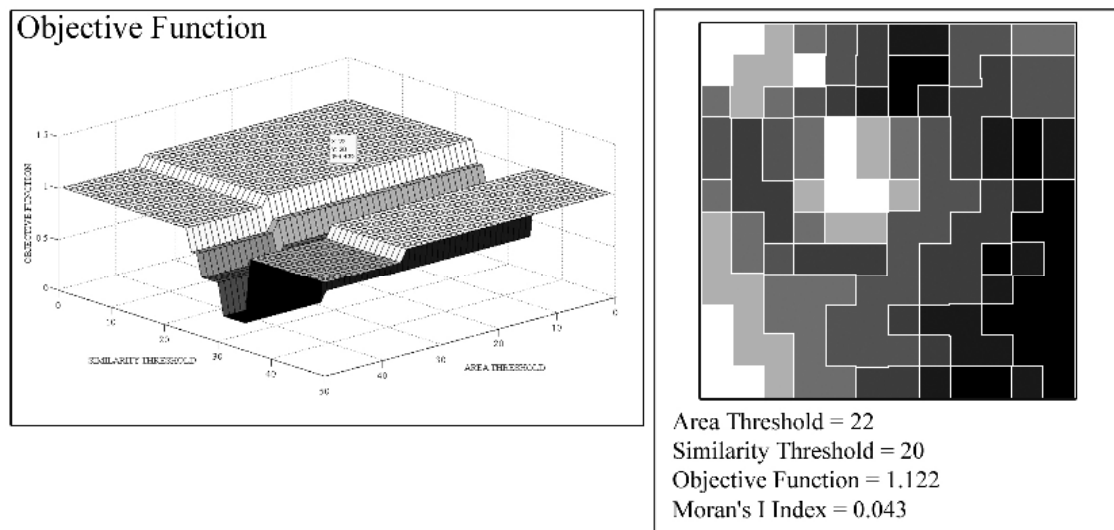 Objective Function
1.5
1
0.5
0
OBJECTIVE FUNCTION
0
10
20
30
40
50
SIMILARITY THRESHOLD
40
30
20
10
0
AREA THRESHOLD
Area Threshold = 22
Similarity Threshold = 20
Objective Function = 1.122
Moran's I Index = 0.043